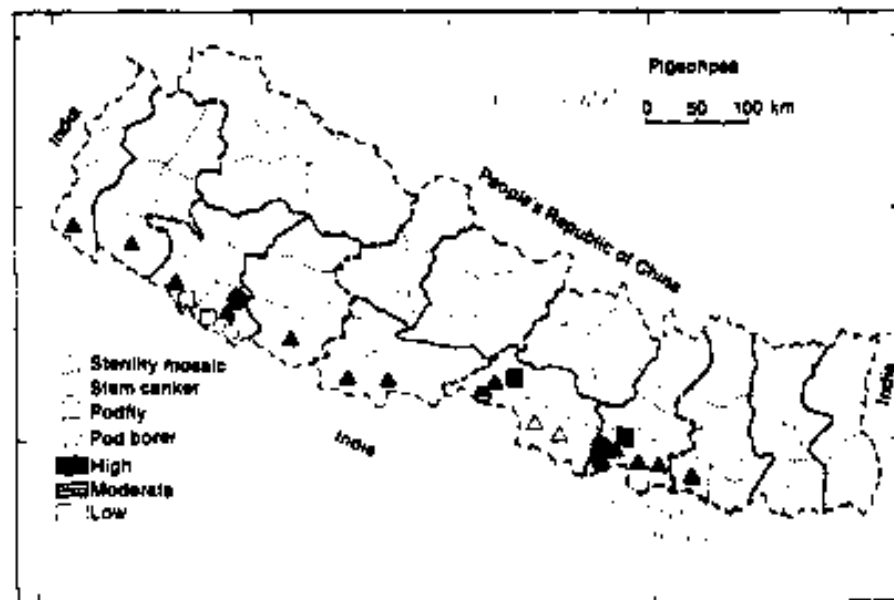 Pigeonpea
0 50 100 km
India
People's Republic of China
Sterility mosaic
Stem canker
Podfly
Pod borer
High
Moderate
Low
India
India